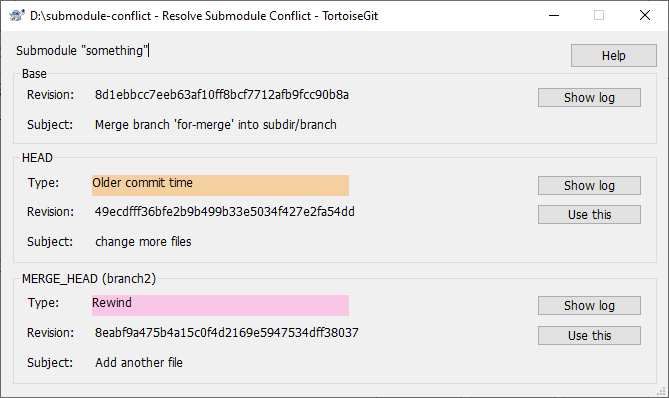 D:\submodule-conflict - Resolve Submodule Conflict - TortoiseGit
Submodule "something"
Help
Base
Revision: 8d1ebbcc7eeb63af10ff8bcf7712afb9fcc90b8a
Show log
Subject: Merge branch 'for-merge' into subdir/branch
HEAD
Type: Older commit time
Show log
Revision: 49ecdfff36bfe2b9b499b33e5034f427e2fa54dd
Use this
Subject: change more files
MERGE_HEAD (branch2)
Type: Rewind
Show log
Revision: 8eabf9a475b4a15c0f4d2169e5947534dff38037
Use this
Subject: Add another file